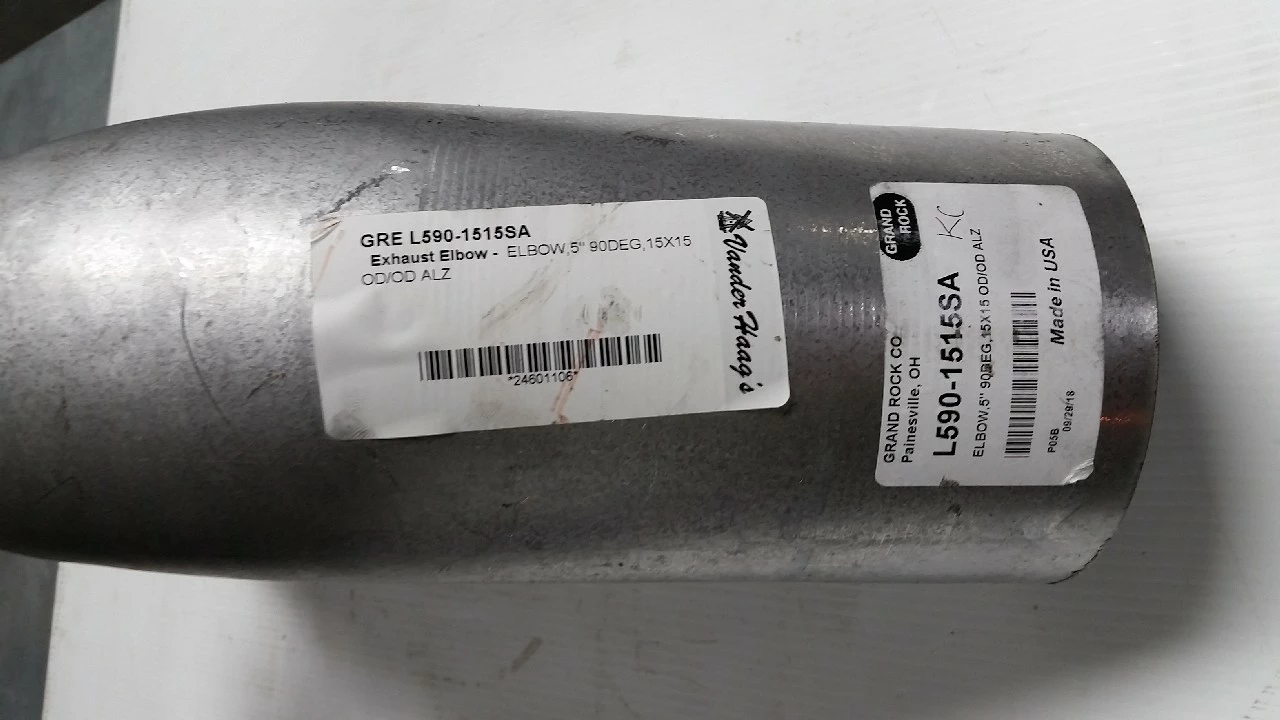 GRE L590-1515SA
Exhaust Elbow - ELBOW,5" 90DEG,15X15
OD/OD ALZ
*24601106*
Vander Haag's
GRAND
ROCK
KC
GRAND ROCK CO
Painesville, OH
L590-1515SA
ELBOW,5" 90DEG,15X15 OD/OD ALZ
Made in USA
P05B
09/29/18